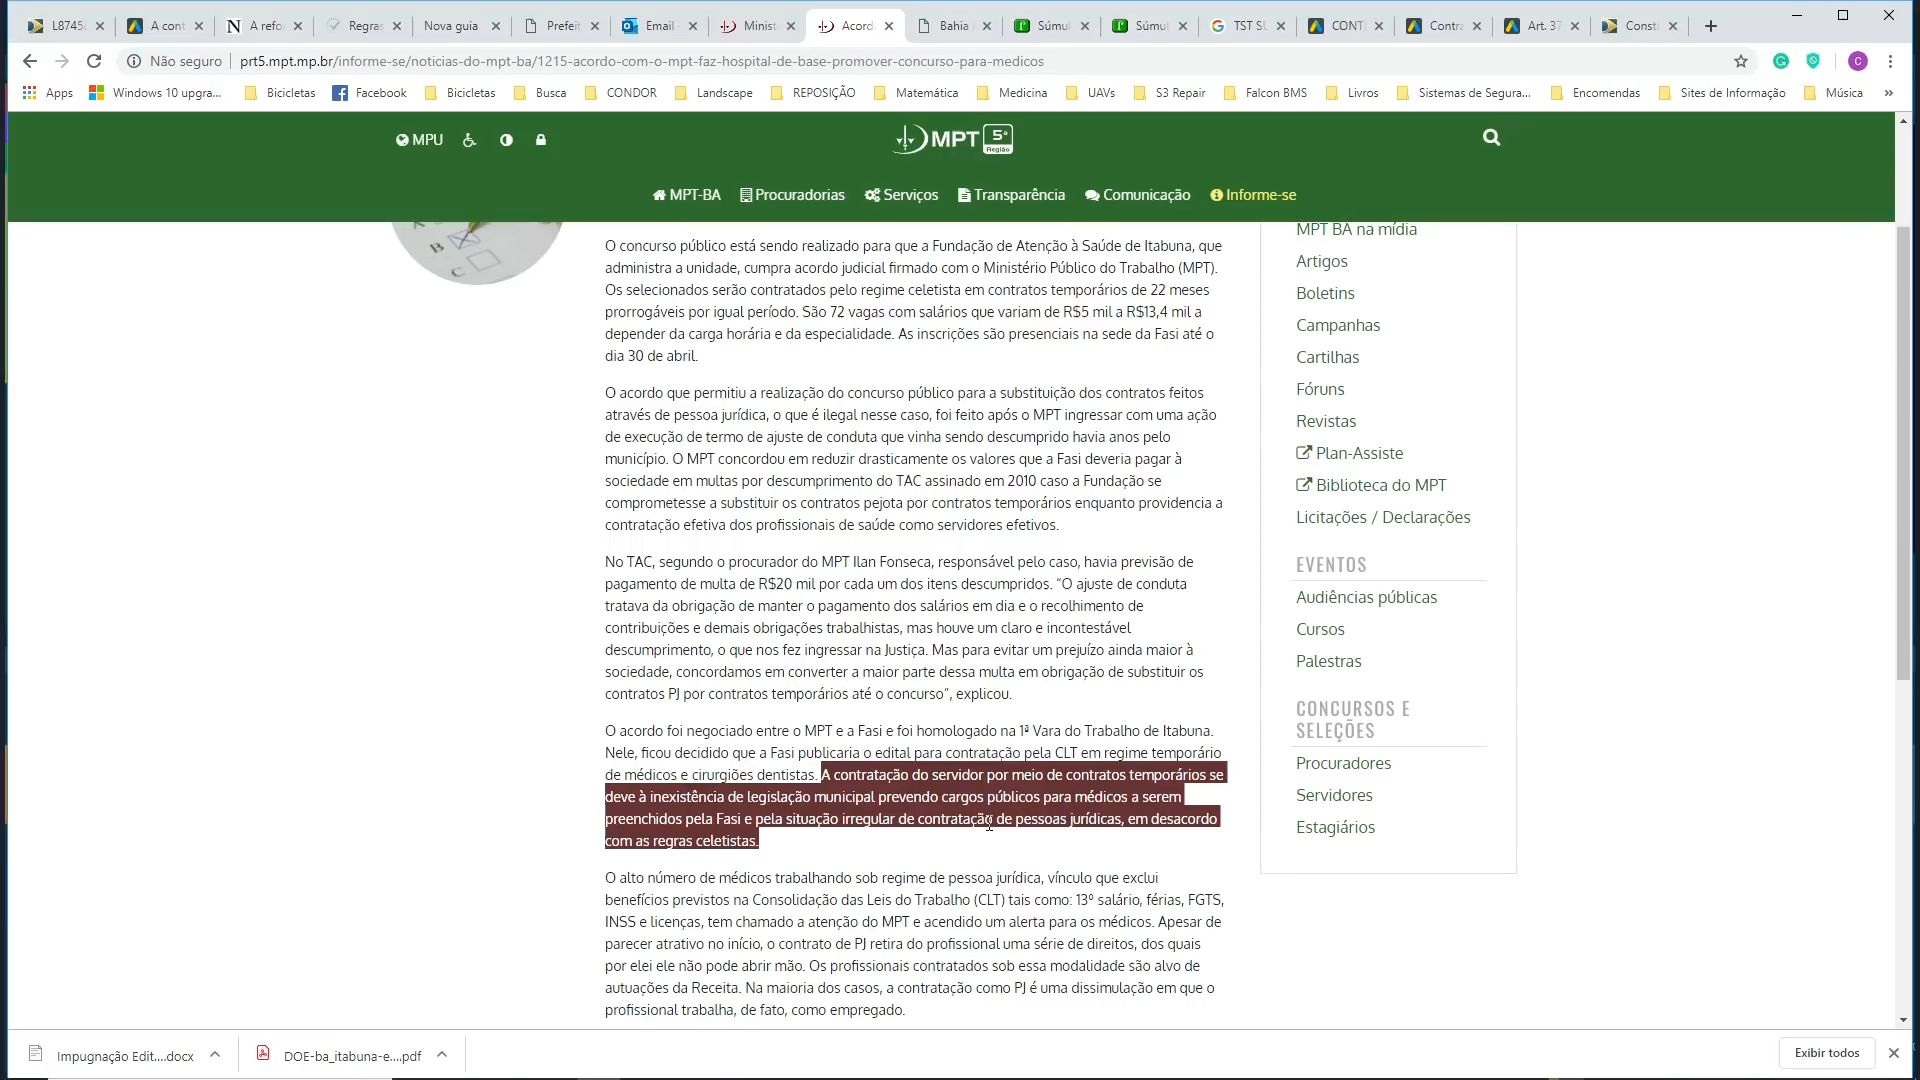 L8745
A cont
A refo
Regras
Nova guia
Prefeit
Email
Minist
Acord
Bahia
Súmul
Súmul
TST SU
CONT
Contra
Art. 37
Const
Não seguro
prt5.mpt.mp.br/informe-se/noticias-do-mpt-ba/1215-acordo-com-o-mpt-faz-hospital-de-base-promover-concurso-para-medicos
C
Apps
Windows 10 upgra...
Bicicletas
Facebook
Bicicletas
Busca
CONDOR
Landscape
REPOSIÇÃO
Matemática
Medicina
UAVs
S3 Repair
Falcon BMS
Livros
Sistemas de Segura...
Encomendas
Sites de Informação
Música
»
MPU
MPT 5ª Região
MPT-BA
Procuradorias
Serviços
Transparência
Comunicação
Informe-se
A
B
C
O concurso público está sendo realizado para que a Fundação de Atenção à Saúde de Itabuna, que
administra a unidade, cumpra acordo judicial firmado com o Ministério Público do Trabalho (MPT).
Os selecionados serão contratados pelo regime celetista em contratos temporários de 22 meses
prorrogáveis por igual período. São 72 vagas com salários que variam de R$5 mil a R$13,4 mil a
depender da carga horária e da especialidade. As inscrições são presenciais na sede da Fasi até o
dia 30 de abril.
O acordo que permitiu a realização do concurso público para a substituição dos contratos feitos
através de pessoa jurídica, o que é ilegal nesse caso, foi feito após o MPT ingressar com uma ação
de execução de termo de ajuste de conduta que vinha sendo descumprido havia anos pelo
município. O MPT concordou em reduzir drasticamente os valores que a Fasi deveria pagar à
sociedade em multas por descumprimento do TAC assinado em 2010 caso a Fundação se
comprometesse a substituir os contratos pejota por contratos temporários enquanto providencia a
contratação efetiva dos profissionais de saúde como servidores efetivos.
No TAC, segundo o procurador do MPT Ilan Fonseca, responsável pelo caso, havia previsão de
pagamento de multa de R$20 mil por cada um dos itens descumpridos. “O ajuste de conduta
tratava da obrigação de manter o pagamento dos salários em dia e o recolhimento de
contribuições e demais obrigações trabalhistas, mas houve um claro e incontestável
descumprimento, o que nos fez ingressar na Justiça. Mas para evitar um prejuízo ainda maior à
sociedade, concordamos em converter a maior parte dessa multa em obrigação de substituir os
contratos PJ por contratos temporários até o concurso”, explicou.
O acordo foi negociado entre o MPT e a Fasi e foi homologado na 1ª Vara do Trabalho de Itabuna.
Nele, ficou decidido que a Fasi publicaria o edital para contratação pela CLT em regime temporário
de médicos e cirurgiões dentistas. A contratação do servidor por meio de contratos temporários se
deve à inexistência de legislação municipal prevendo cargos públicos para médicos a serem
preenchidos pela Fasi e pela situação irregular de contratação de pessoas jurídicas, em desacordo
com as regras celetistas.
O alto número de médicos trabalhando sob regime de pessoa jurídica, vínculo que exclui
benefícios previstos na Consolidação das Leis do Trabalho (CLT) tais como: 13º salário, férias, FGTS,
INSS e licenças, tem chamado a atenção do MPT e acendido um alerta para os médicos. Apesar de
parecer atrativo no início, o contrato de PJ retira do profissional uma série de direitos, dos quais
por elei ele não pode abrir mão. Os profissionais contratados sob essa modalidade são alvo de
autuações da Receita. Na maioria dos casos, a contratação como PJ é uma dissimulação em que o
profissional trabalha, de fato, como empregado.
MPT BA na mídia
Artigos
Boletins
Campanhas
Cartilhas
Fóruns
Revistas
Plan-Assiste
Biblioteca do MPT
Licitações / Declarações
EVENTOS
Audiências públicas
Cursos
Palestras
CONCURSOS E
SELEÇÕES
Procuradores
Servidores
Estagiários
Impugnação Edit....docx
DOE-ba_itabuna-e....pdf
Exibir todos